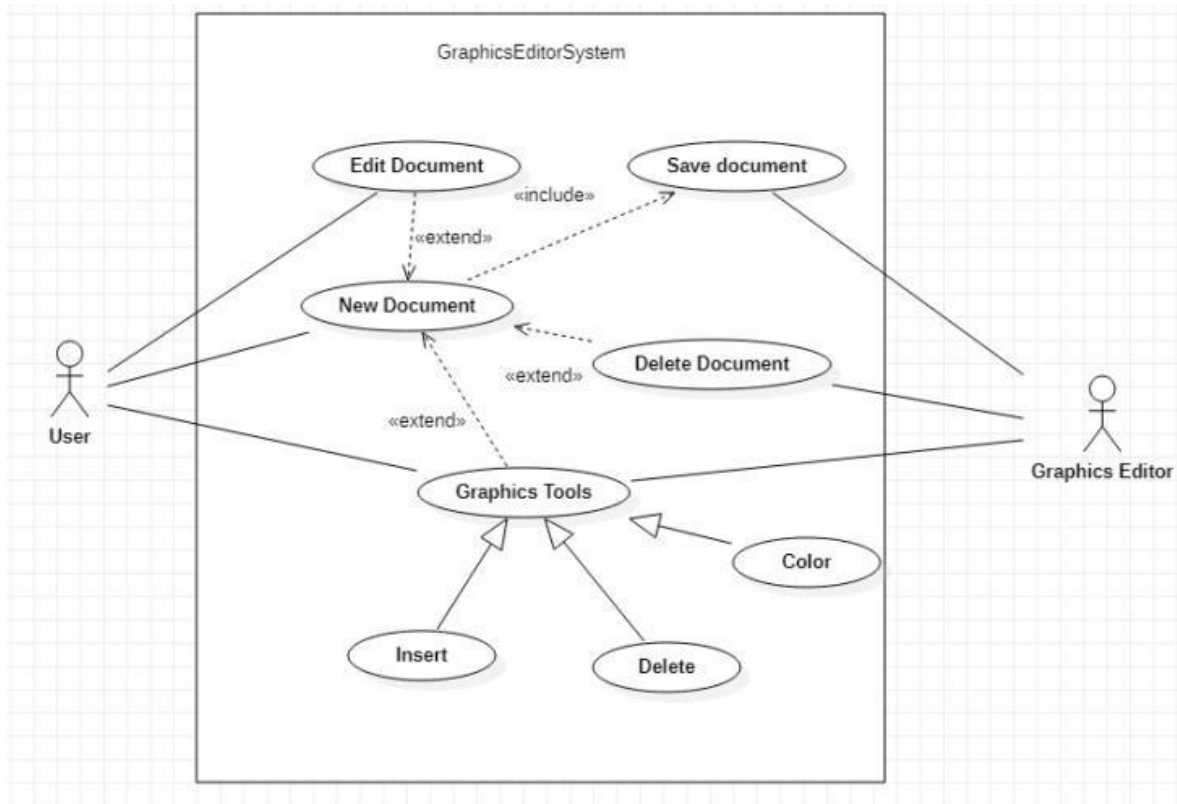 GraphicsEditorSystem
Edit Document
Save document
«include»
«extend»
New Document
Delete Document
«extend»
«extend»
User
Graphics Editor
Graphics Tools
Color
Insert
Delete